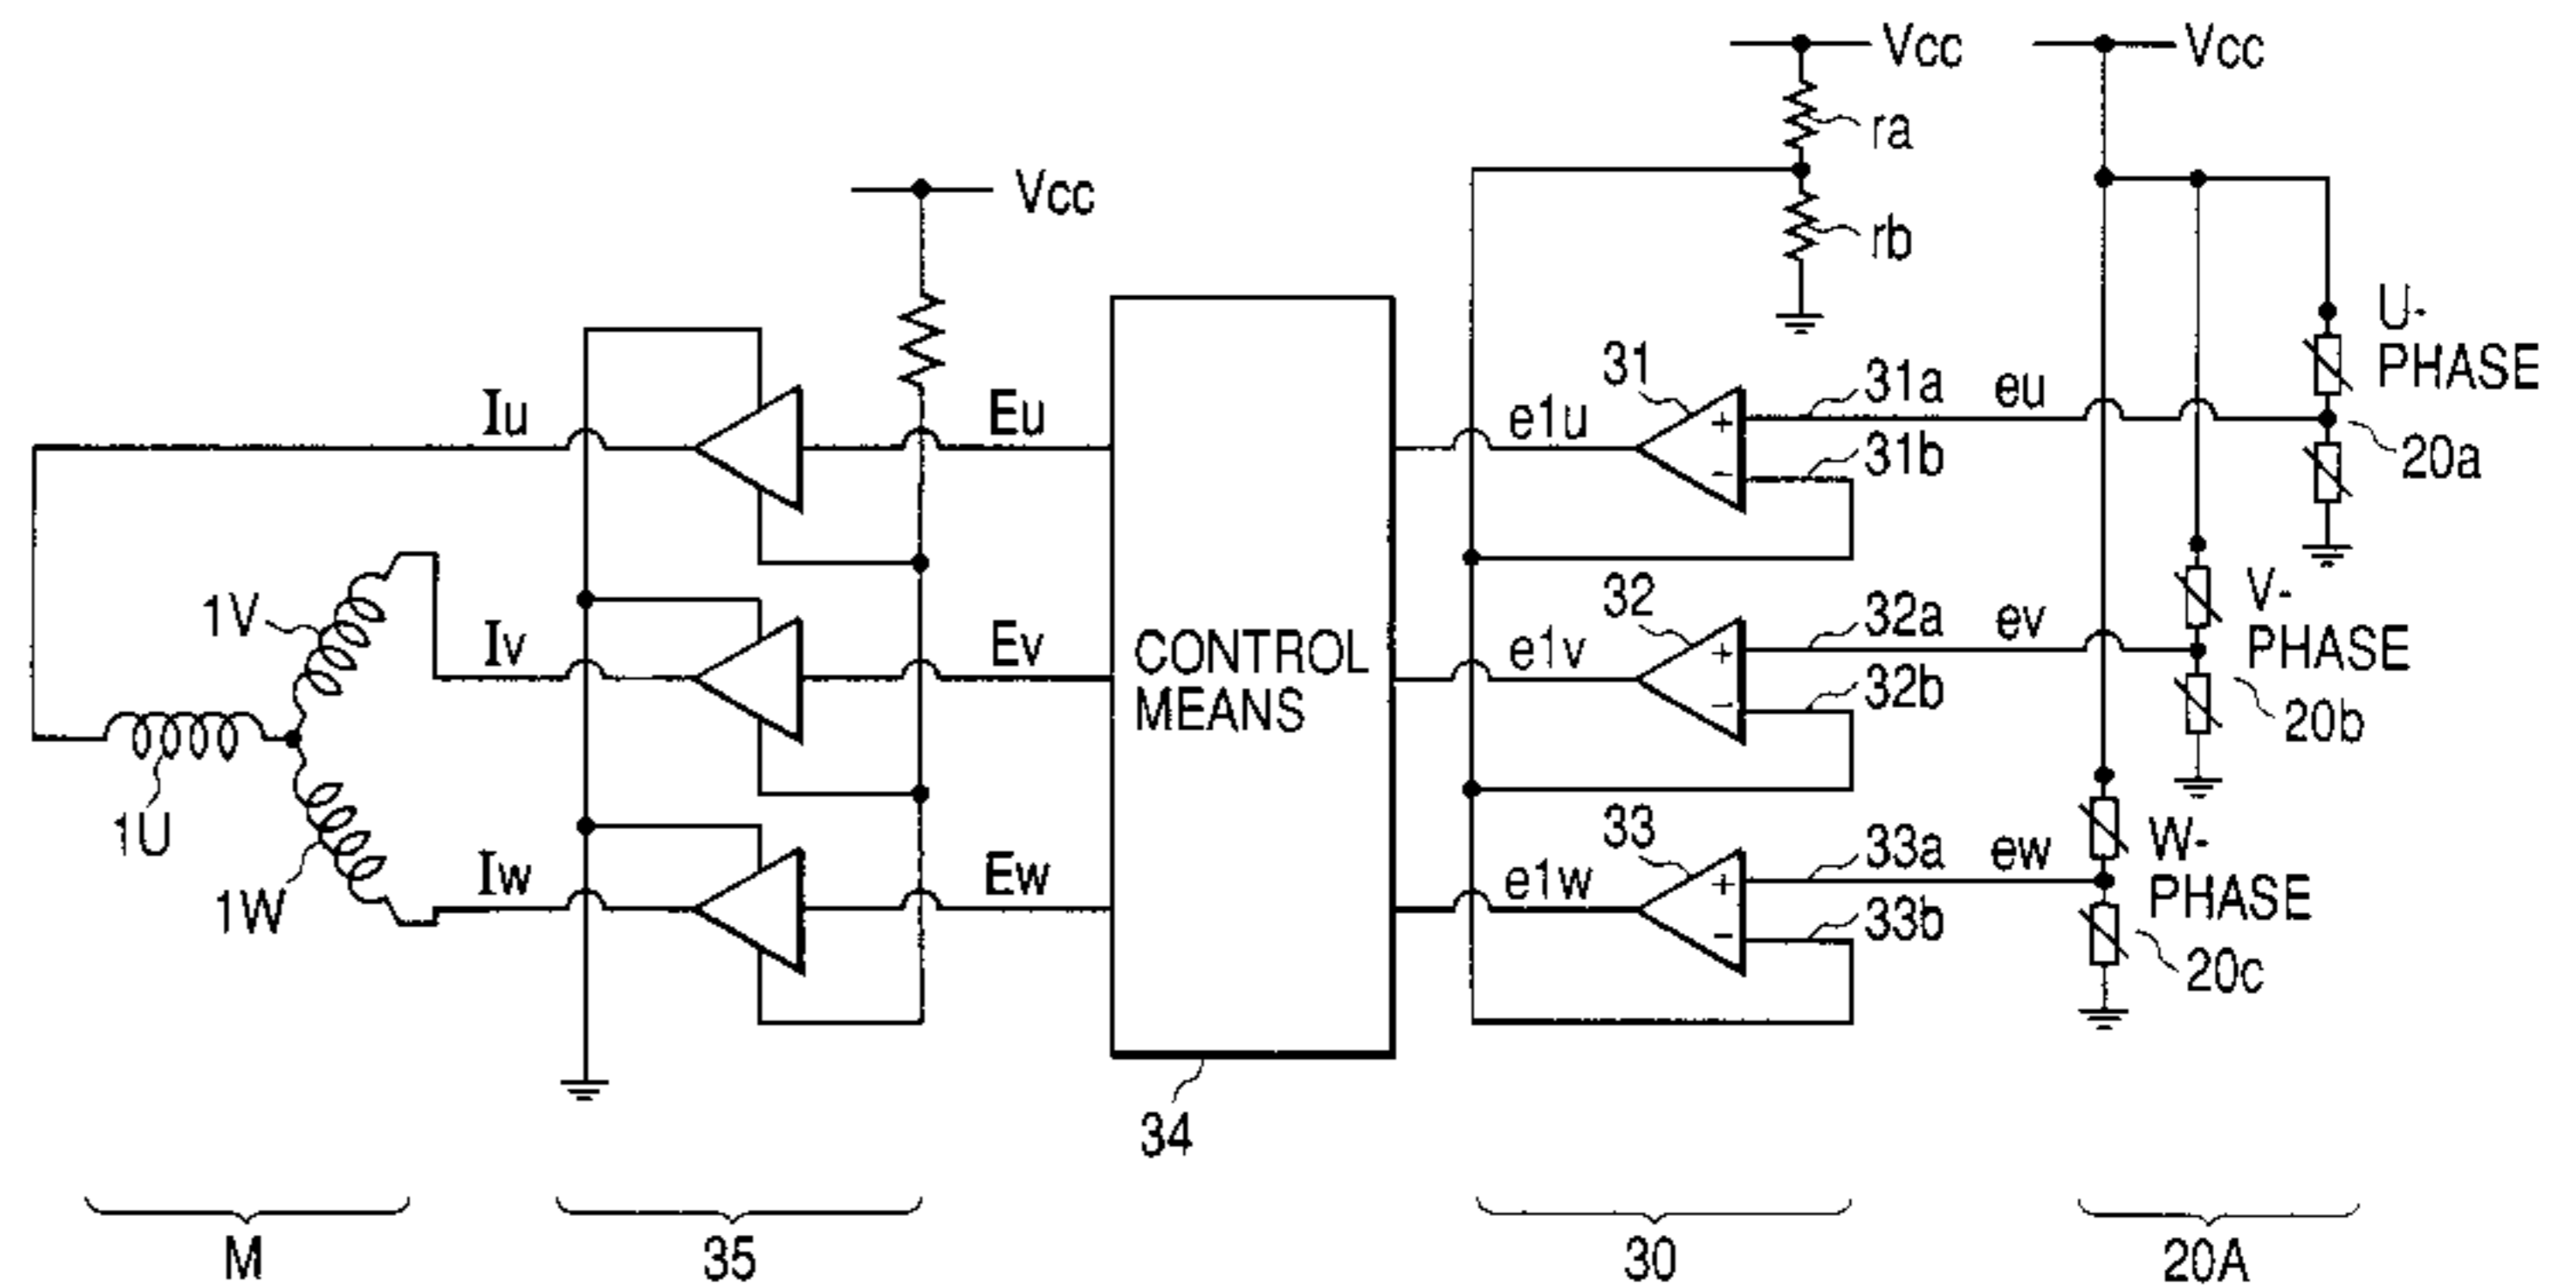 Vcc
Vcc
ra
Vcc
rb
U-
PHASE
31
31a
eu
Iu
Eu
e1u
31b
20a
32
V-
PHASE
1V
Iv
Ev
CONTROL
MEANS
e1v
32a
ev
32b
20b
1U
33
W-
PHASE
1W
Iw
Ew
e1w
33a
ew
33b
20c
34
M
35
30
20A
+
−
+
−
+
−